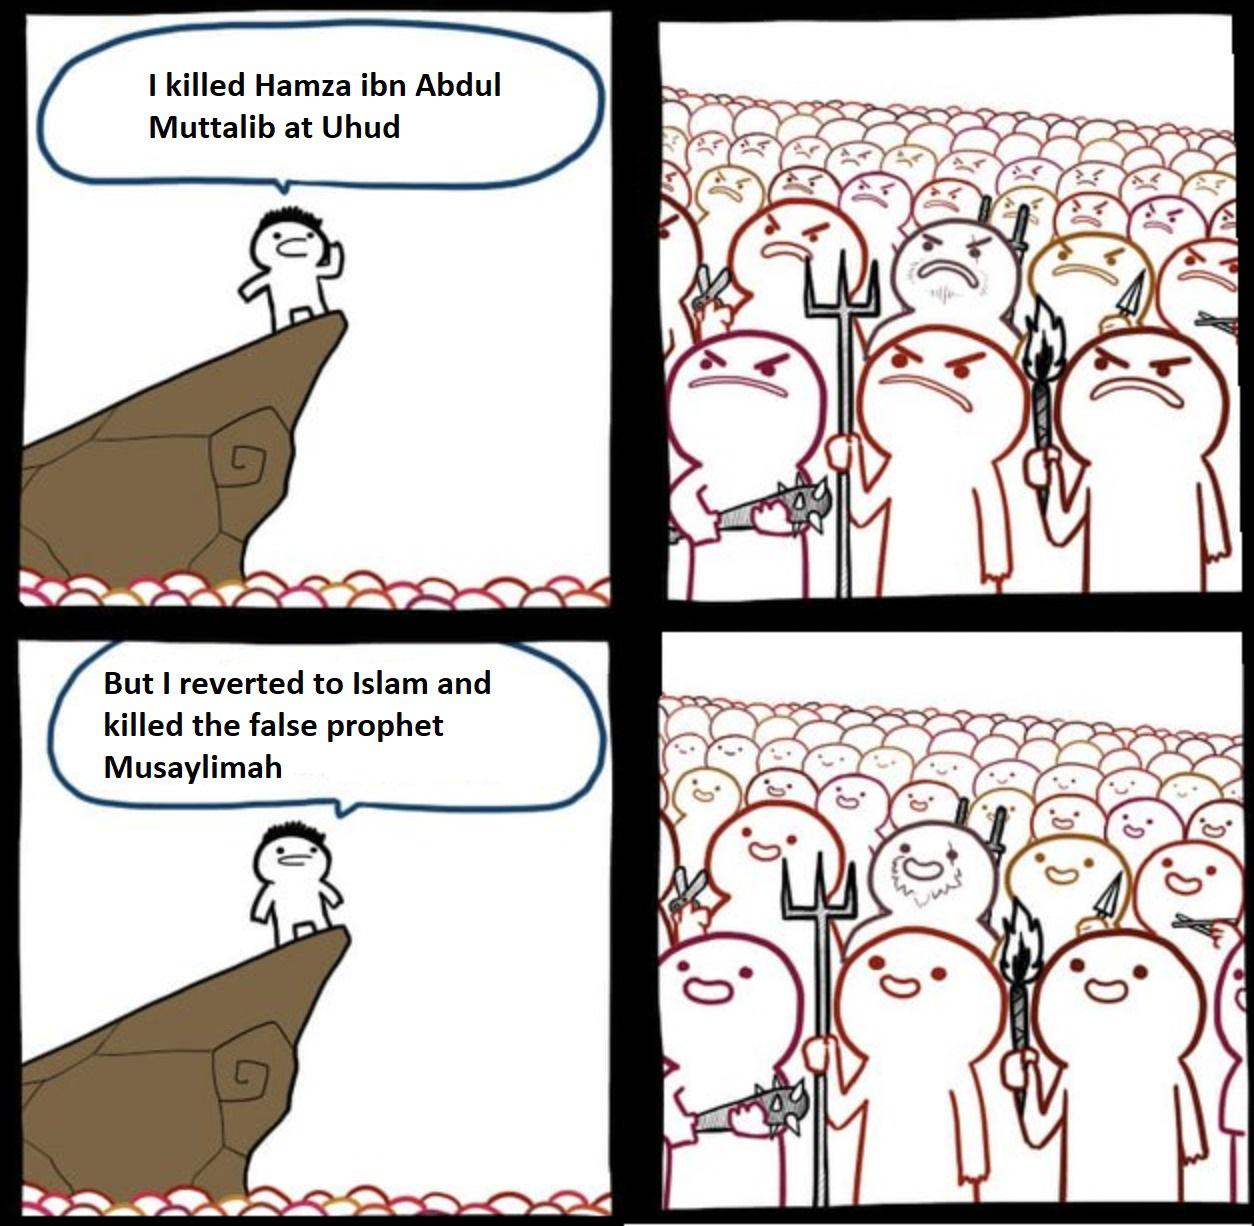 I killed Hamza ibn Abdul
Muttalib at Uhud
But I reverted to Islam and
killed the false prophet
Musaylimah